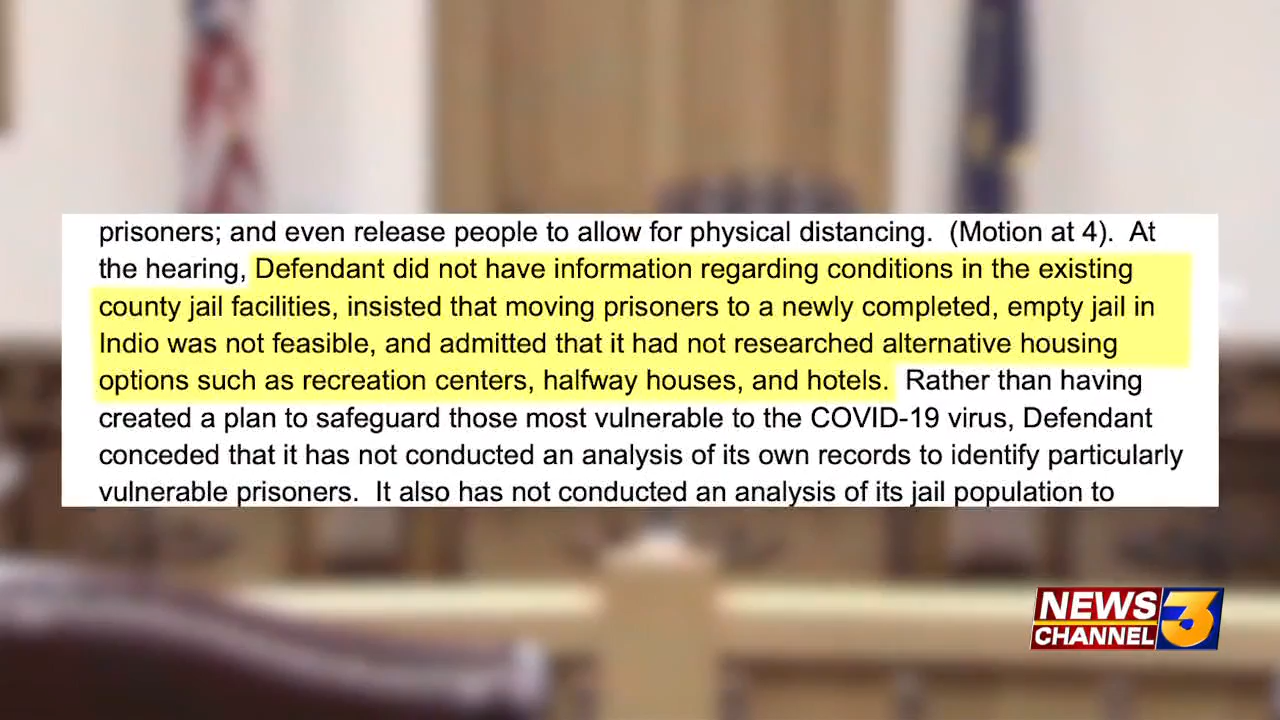 prisoners; and even release people to allow for physical distancing.  (Motion at 4).  At
the hearing, Defendant did not have information regarding conditions in the existing
county jail facilities, insisted that moving prisoners to a newly completed, empty jail in
Indio was not feasible, and admitted that it had not researched alternative housing
options such as recreation centers, halfway houses, and hotels.  Rather than having
created a plan to safeguard those most vulnerable to the COVID-19 virus, Defendant
conceded that it has not conducted an analysis of its own records to identify particularly
vulnerable prisoners.  It also has not conducted an analysis of its jail population to
NEWS
CHANNEL 3